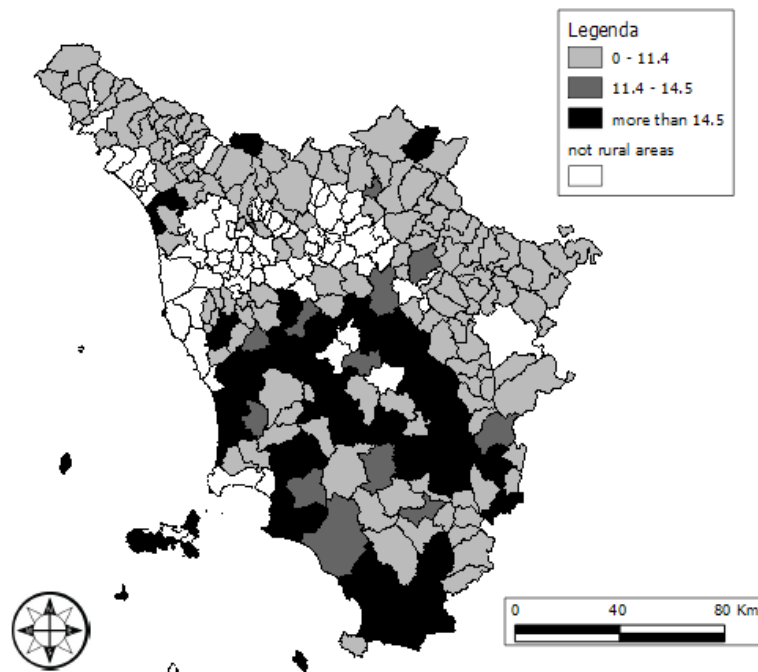 Legenda
0 - 11.4
11.4 - 14.5
more than 14.5
not rural areas
0 40 80 Km